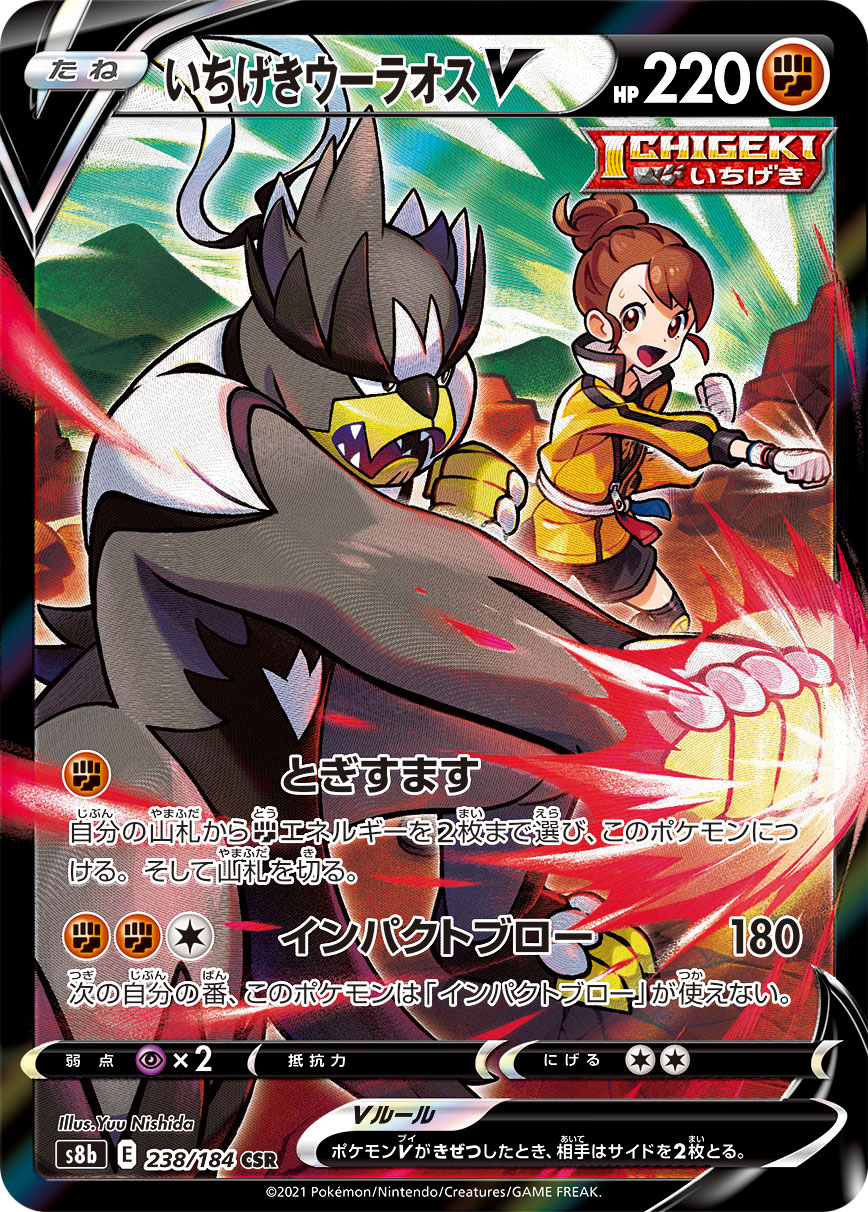 たね
いちげきウーラオスV
HP 220
ICHIGEKI
いちげき
とぎすます
自分の山札からエネルギーを2枚まで選び、このポケモンにつ
ける。そして山札を切る。
インパクトブロー 180
次の自分の番、このポケモンは「インパクトブロー」が使えない。
弱点 ×2 抵抗力 にげる
Illus. Yuu Nishida
Vルール
ポケモンVがきぜつしたとき、相手はサイドを2枚とる。
s8b E 238/184 CSR
©2021 Pokémon/Nintendo/Creatures/GAME FREAK.